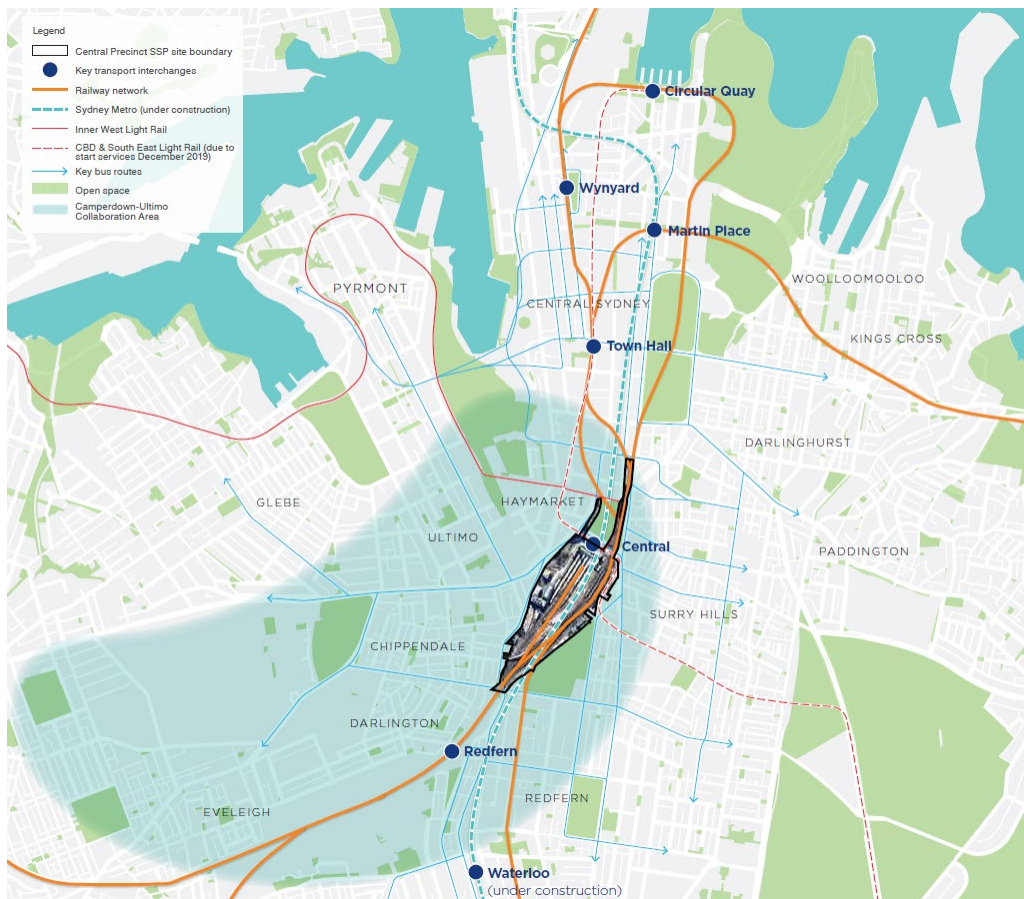 Legend
Central Precinct SSP site boundary
Key transport interchanges
Railway network
Sydney Metro (under construction)
Inner West Light Rail
CBD & South East Light Rail (due to
start services December 2019)
Key bus routes
Open space
Camperdown-Ultimo
Collaboration Area
Circular Quay
Wynyard
Martin Place
WOOLLOOMOOLOO
PYRMONT
CENTRAL SYDNEY
KINGS CROSS
Town Hall
DARLINGHURST
GLEBE
HAYMARKET
ULTIMO
Central
PADDINGTON
SURRY HILLS
CHIPPENDALE
DARLINGTON
Redfern
REDFERN
EVELEIGH
Waterloo
(under construction)